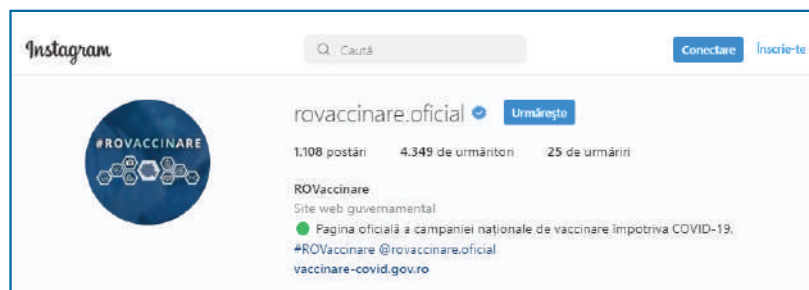 Instagram
Caută
Conectare
Înscrie-te
#ROVACCINARE
rovaccinare.oficial
Urmărește
1.108 postări 4.349 de urmăritori 25 de urmăriri
ROVaccinare
Site web guvernamental
Pagina oficială a campaniei naționale de vaccinare împotriva COVID-19.
#ROVaccinare @rovaccinare.oficial
vaccinare-covid.gov.ro